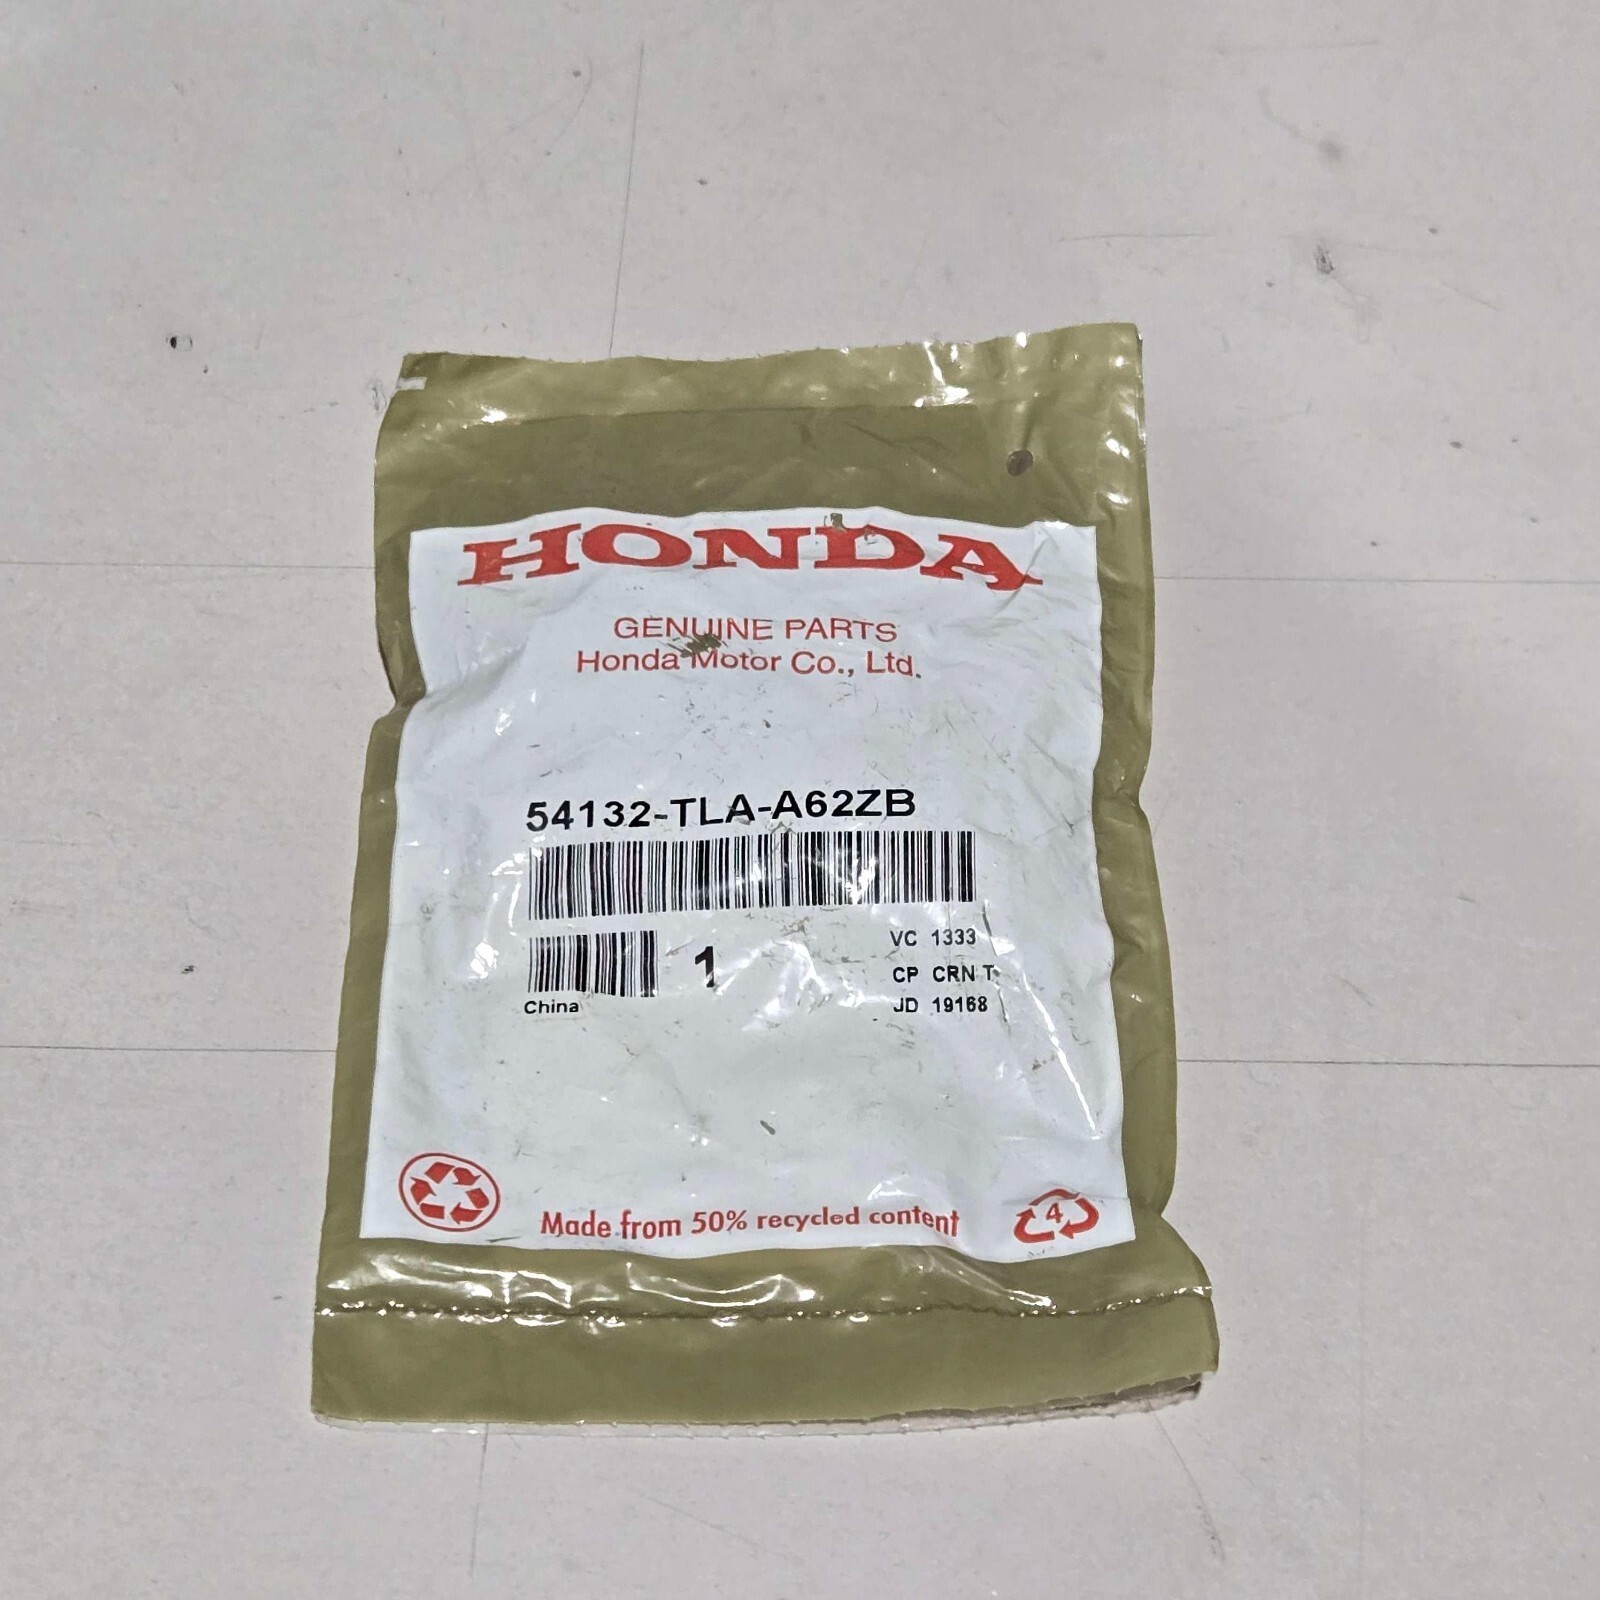 HONDA
GENUINE PARTS
Honda Motor Co., Ltd.
54132-TLA-A62ZB
1
China
VC 1333
CP CRN T
JD 19168
Made from 50% recycled content
4